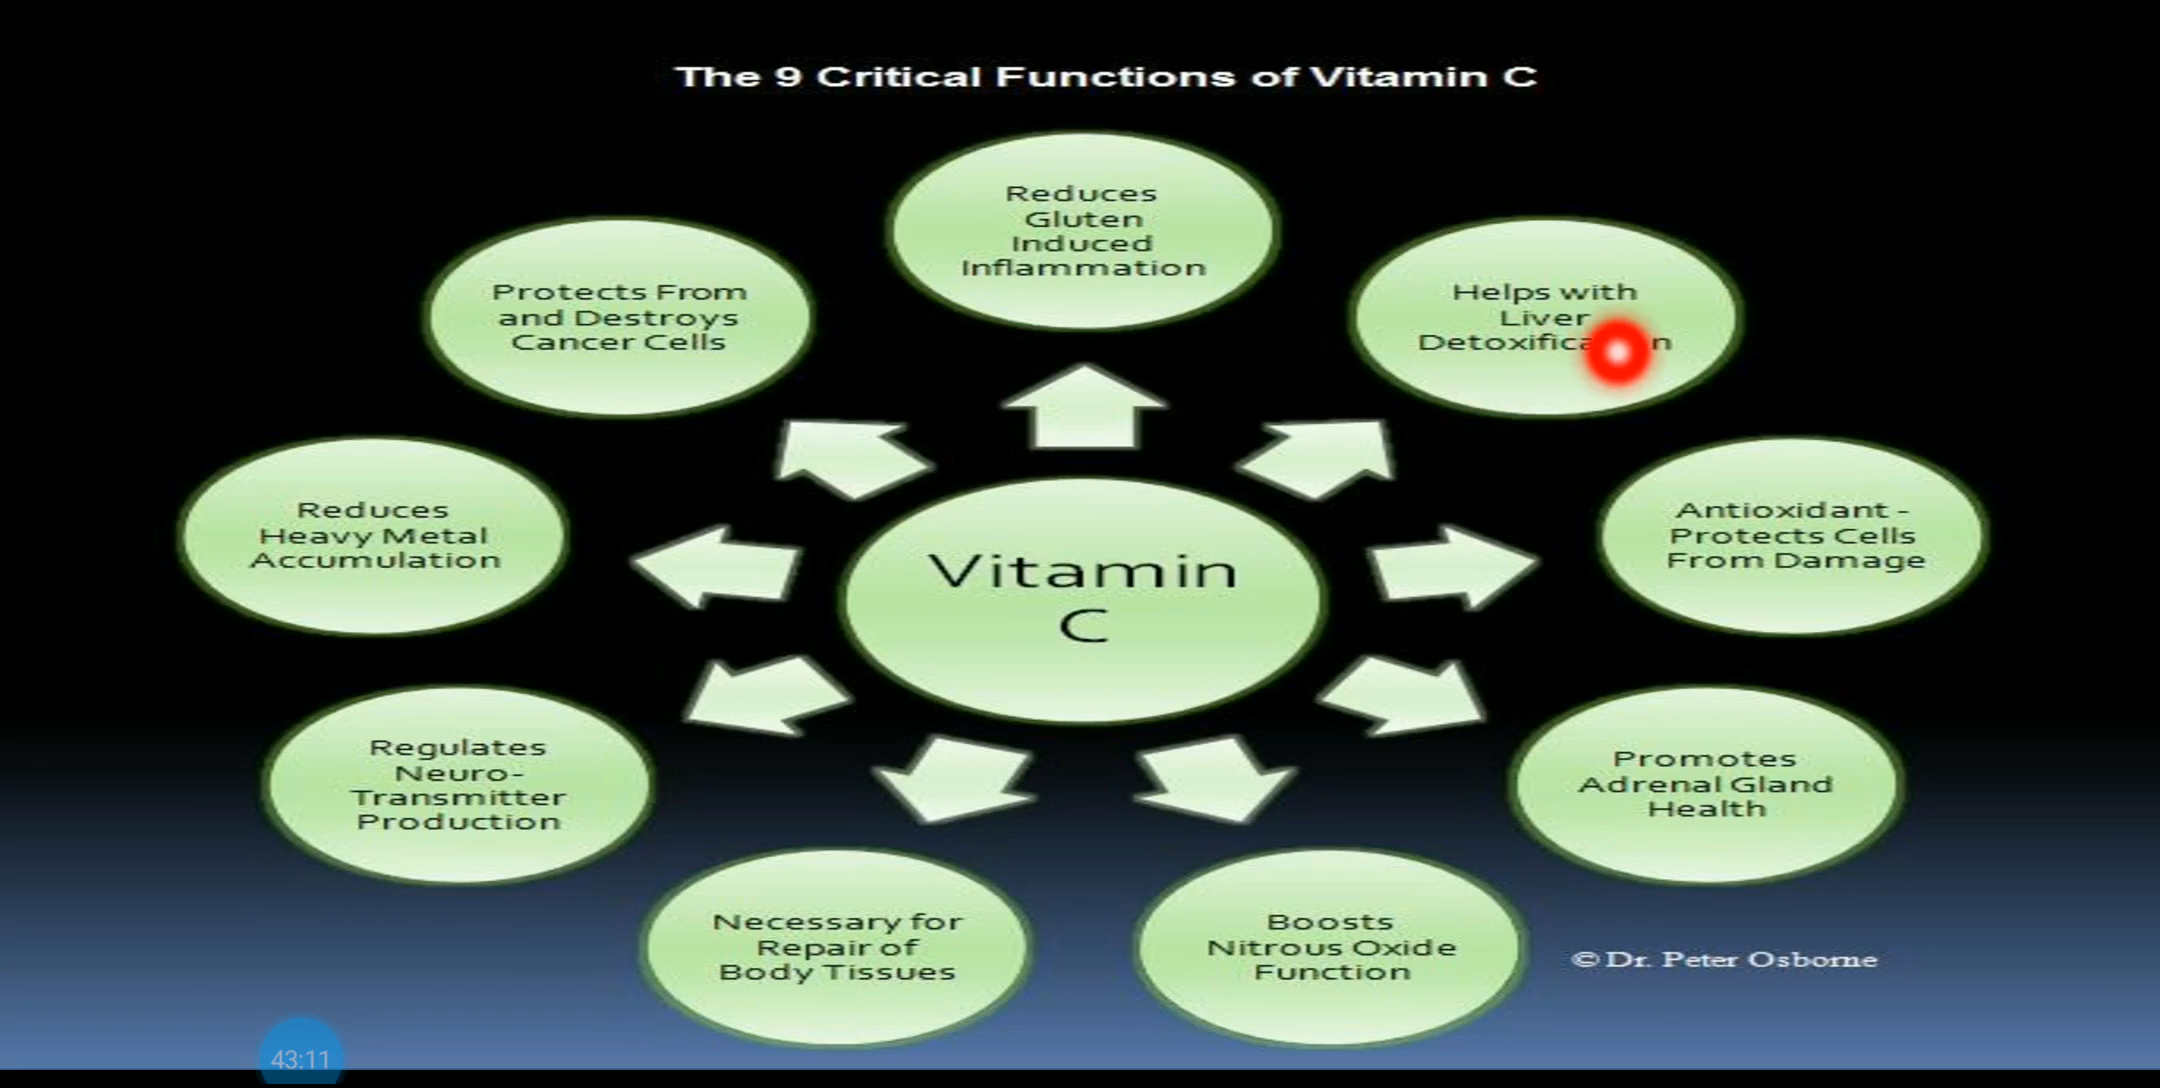 The 9 Critical Functions of Vitamin C
Reduces
Gluten
Induced
Inflammation
Helps with
Liver
Antioxidant -
Protects Cells
From Damage
Promotes
Adrenal Gland
Health
Boosts
Nitrous Oxide
Function
Necessary for
Repair of
Body Tissues
Regulates
Neuro-
Transmitter
Production
Reduces
Heavy Metal
Accumulation
Protects From
and Destroys
Cancer Cells
Vitamin
C
© Dr. Peter Osborne
43:11